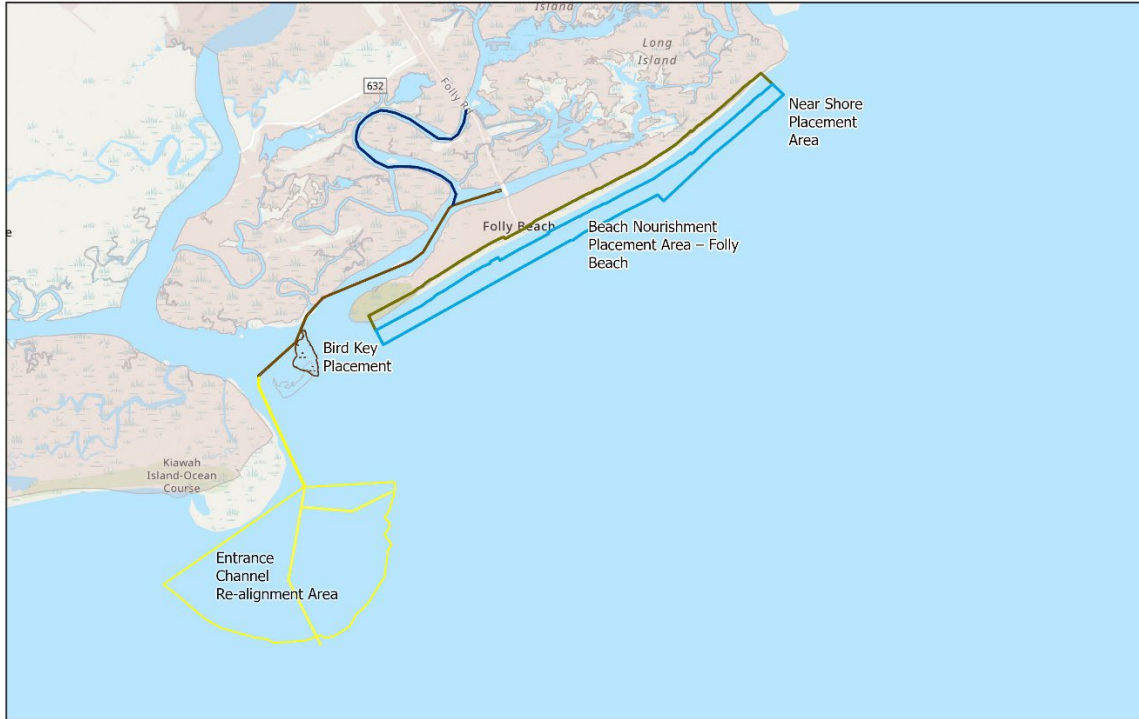 Island
Long
Island
632
Folly R
Near Shore
Placement
Area
Folly Beach
Beach Nourishment
Placement Area – Folly
Beach
e
Bird Key
Placement
Kiawah
Island-Ocean
Course
Entrance
Channel
Re-alignment Area